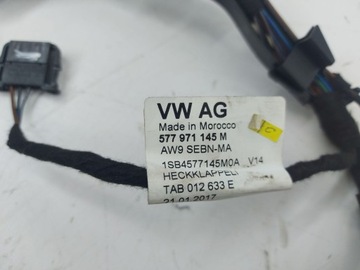 VW AG
Made in Morocco
577 971 145 M
AW9 SEBN-MA
1SB4577145M0A V14
HECKKLAPPEL
TAB 012 633 E
21.01.2017